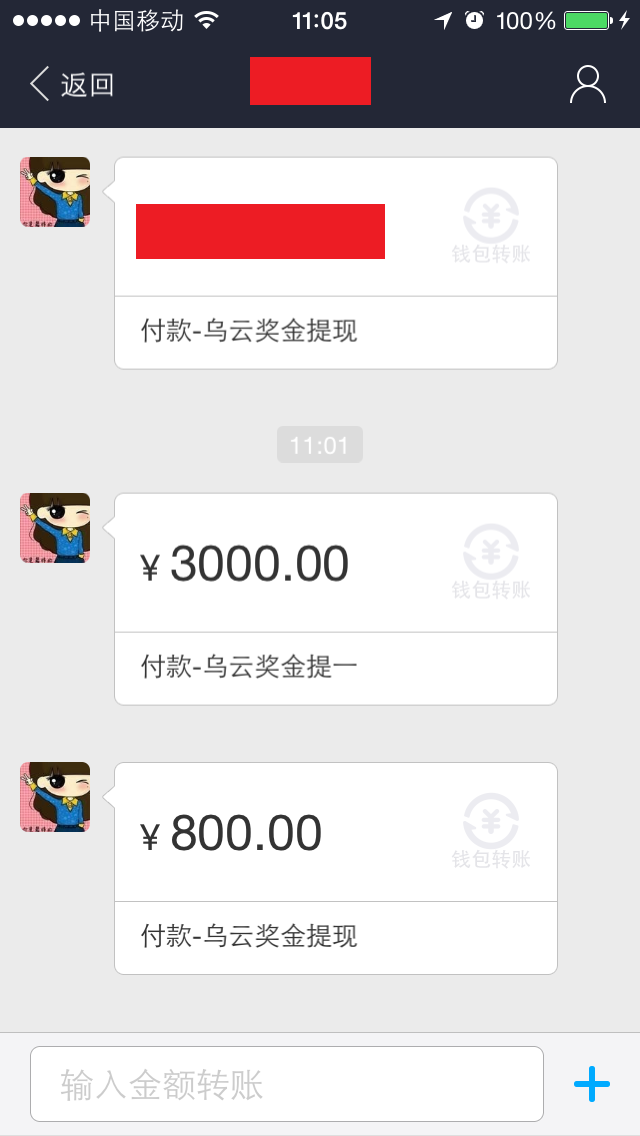 中国移动 11:05 100%
返回
钱包转账
付款-乌云奖金提现
11:01
¥ 3000.00
钱包转账
付款-乌云奖金提一
¥ 800.00
钱包转账
付款-乌云奖金提现
输入金额转账